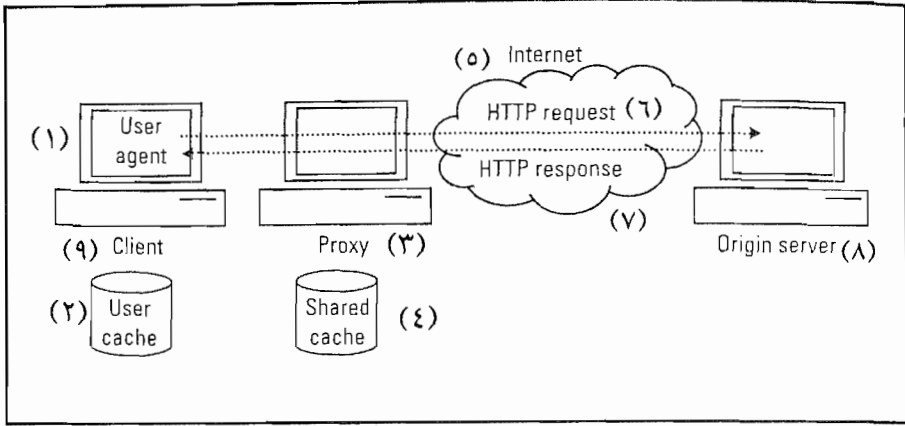 (٥) Internet
HTTP request (٦)
(١) User
agent
HTTP response
(٧)
(٩) Client
Proxy (٣)
Origin server (٨)
(٢) User
cache
Shared
cache
(٤)